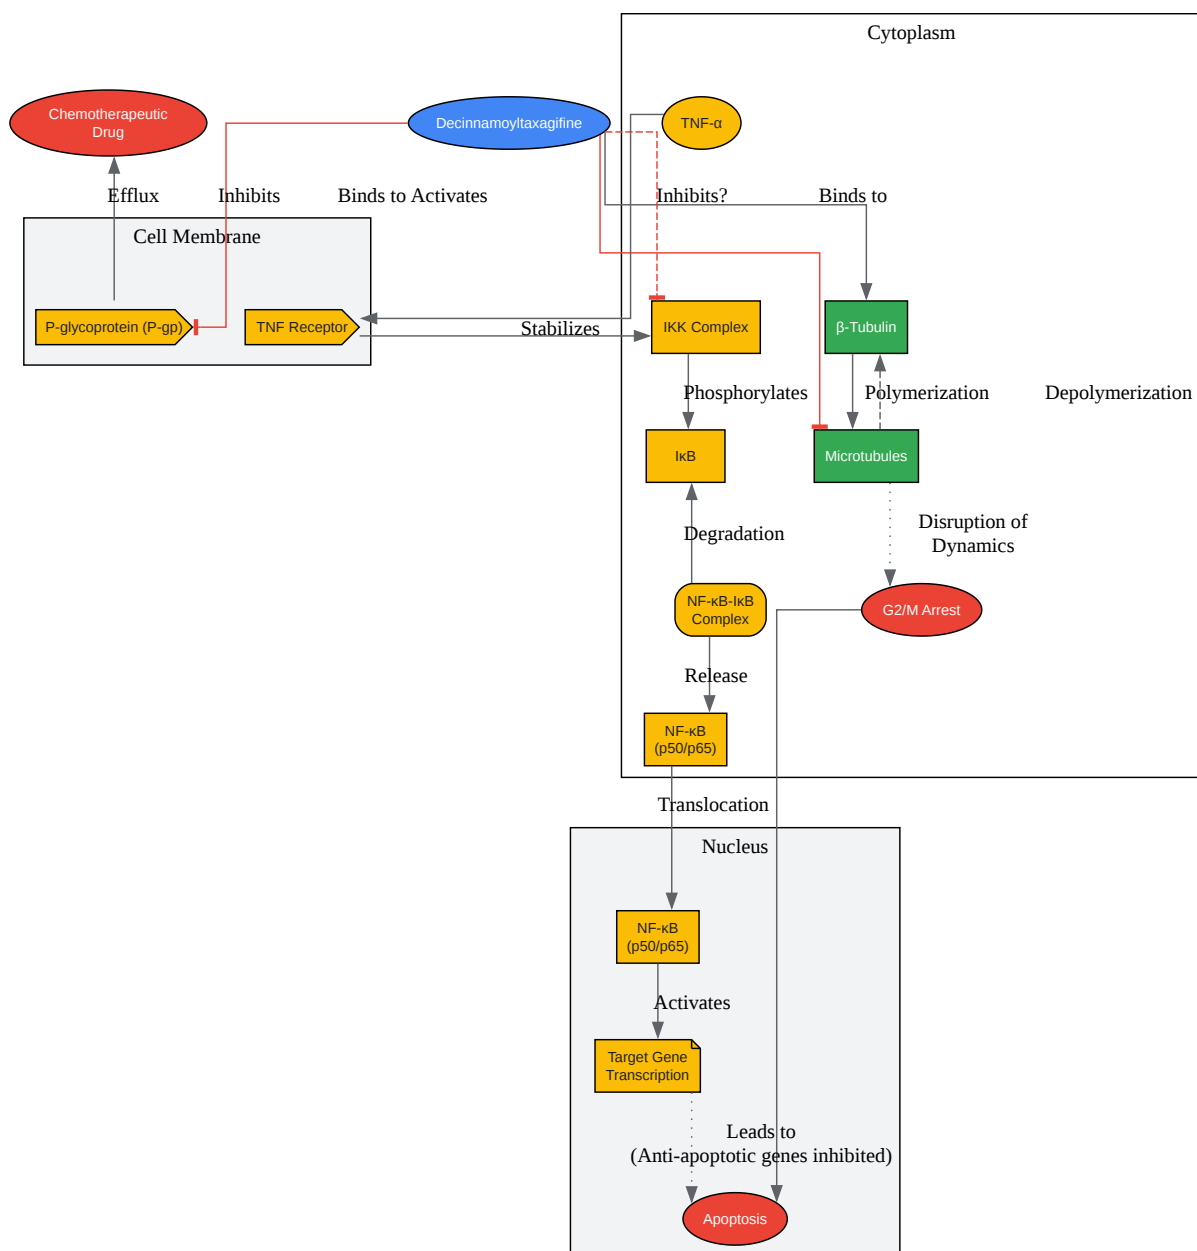 Cytoplasm
Chemotherapeutic
Drug
Decinnamoyltaxagifine
TNF-α
Efflux
Inhibits
Binds to
Activates
Inhibits?
Binds to
Cell Membrane
P-glycoprotein (P-gp)
TNF Receptor
Stabilizes
IKK Complex
β-Tubulin
Phosphorylates
Polymerization
Depolymerization
IκB
Microtubules
Degradation
Disruption of
Dynamics
NF-κB-IκB
Complex
G2/M Arrest
Release
NF-κB
(p50/p65)
Translocation
Nucleus
NF-κB
(p50/p65)
Activates
Target Gene
Transcription
Leads to
(Anti-apoptotic genes inhibited)
Apoptosis